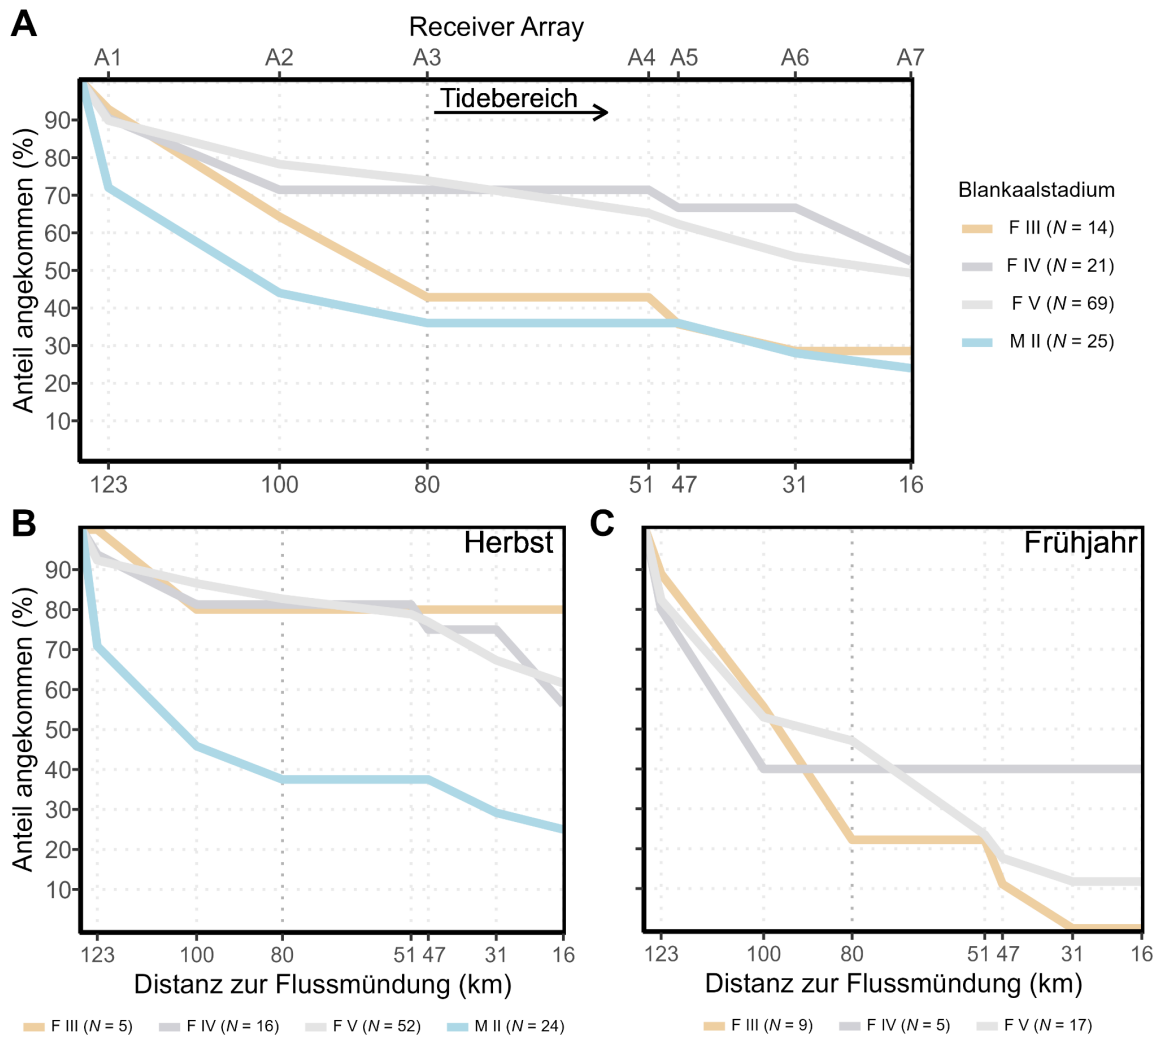 A
Receiver Array
A1 A2 A3 A4 A5 A6 A7
Tidebereich
Anteil angekommen (%)
90
80
70
60
50
40
30
20
10
123 100 80 51 47 31 16
Blankaalstadium
F III (N = 14)
F IV (N = 21)
F V (N = 69)
M II (N = 25)
B
Herbst
Anteil angekommen (%)
90
80
70
60
50
40
30
20
10
123 100 80 51 47 31 16
Distanz zur Flussmündung (km)
F III (N = 5) F IV (N = 16) F V (N = 52) M II (N = 24)
C
Frühjahr
123 100 80 51 47 31 16
Distanz zur Flussmündung (km)
F III (N = 9) F IV (N = 5) F V (N = 17)